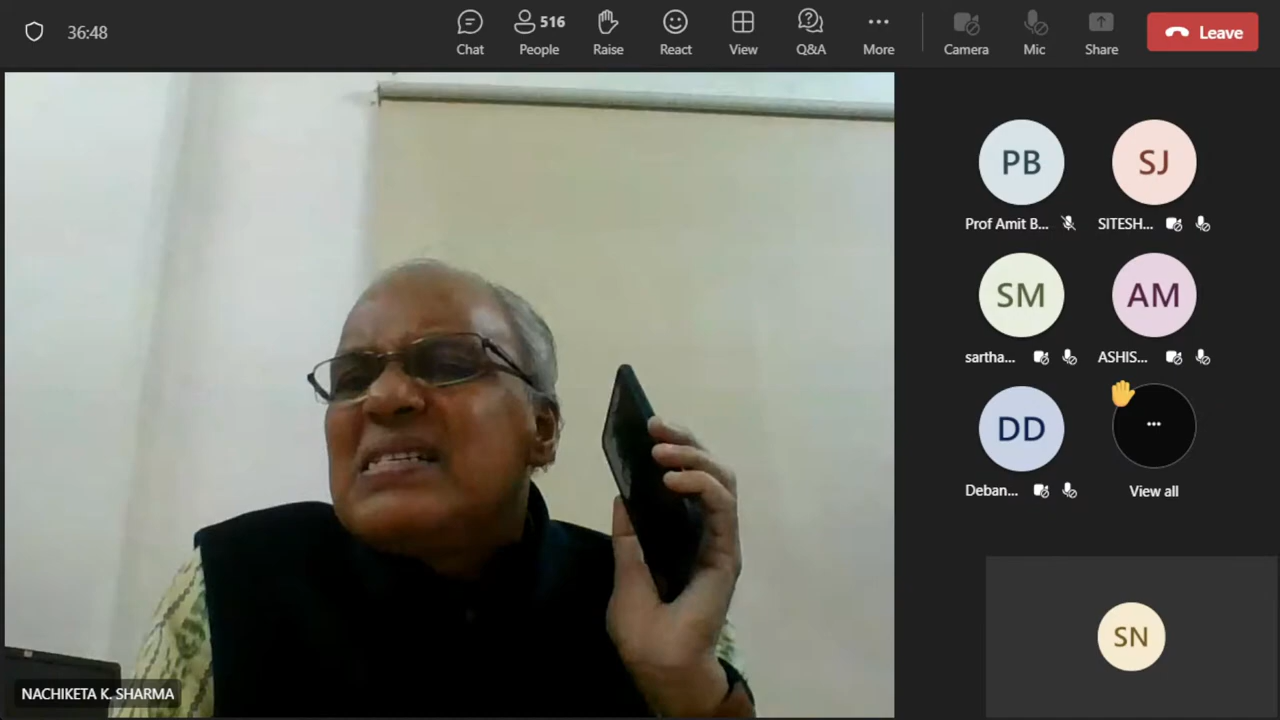 36:48
Chat
516
People
Raise
React
View
Q&A
More
Camera
Mic
Share
Leave
PB
SJ
Prof Amit B...
SITESH...
SM
AM
sartha...
ASHIS...
DD
...
Deban...
View all
SN
NACHIKETA K. SHARMA